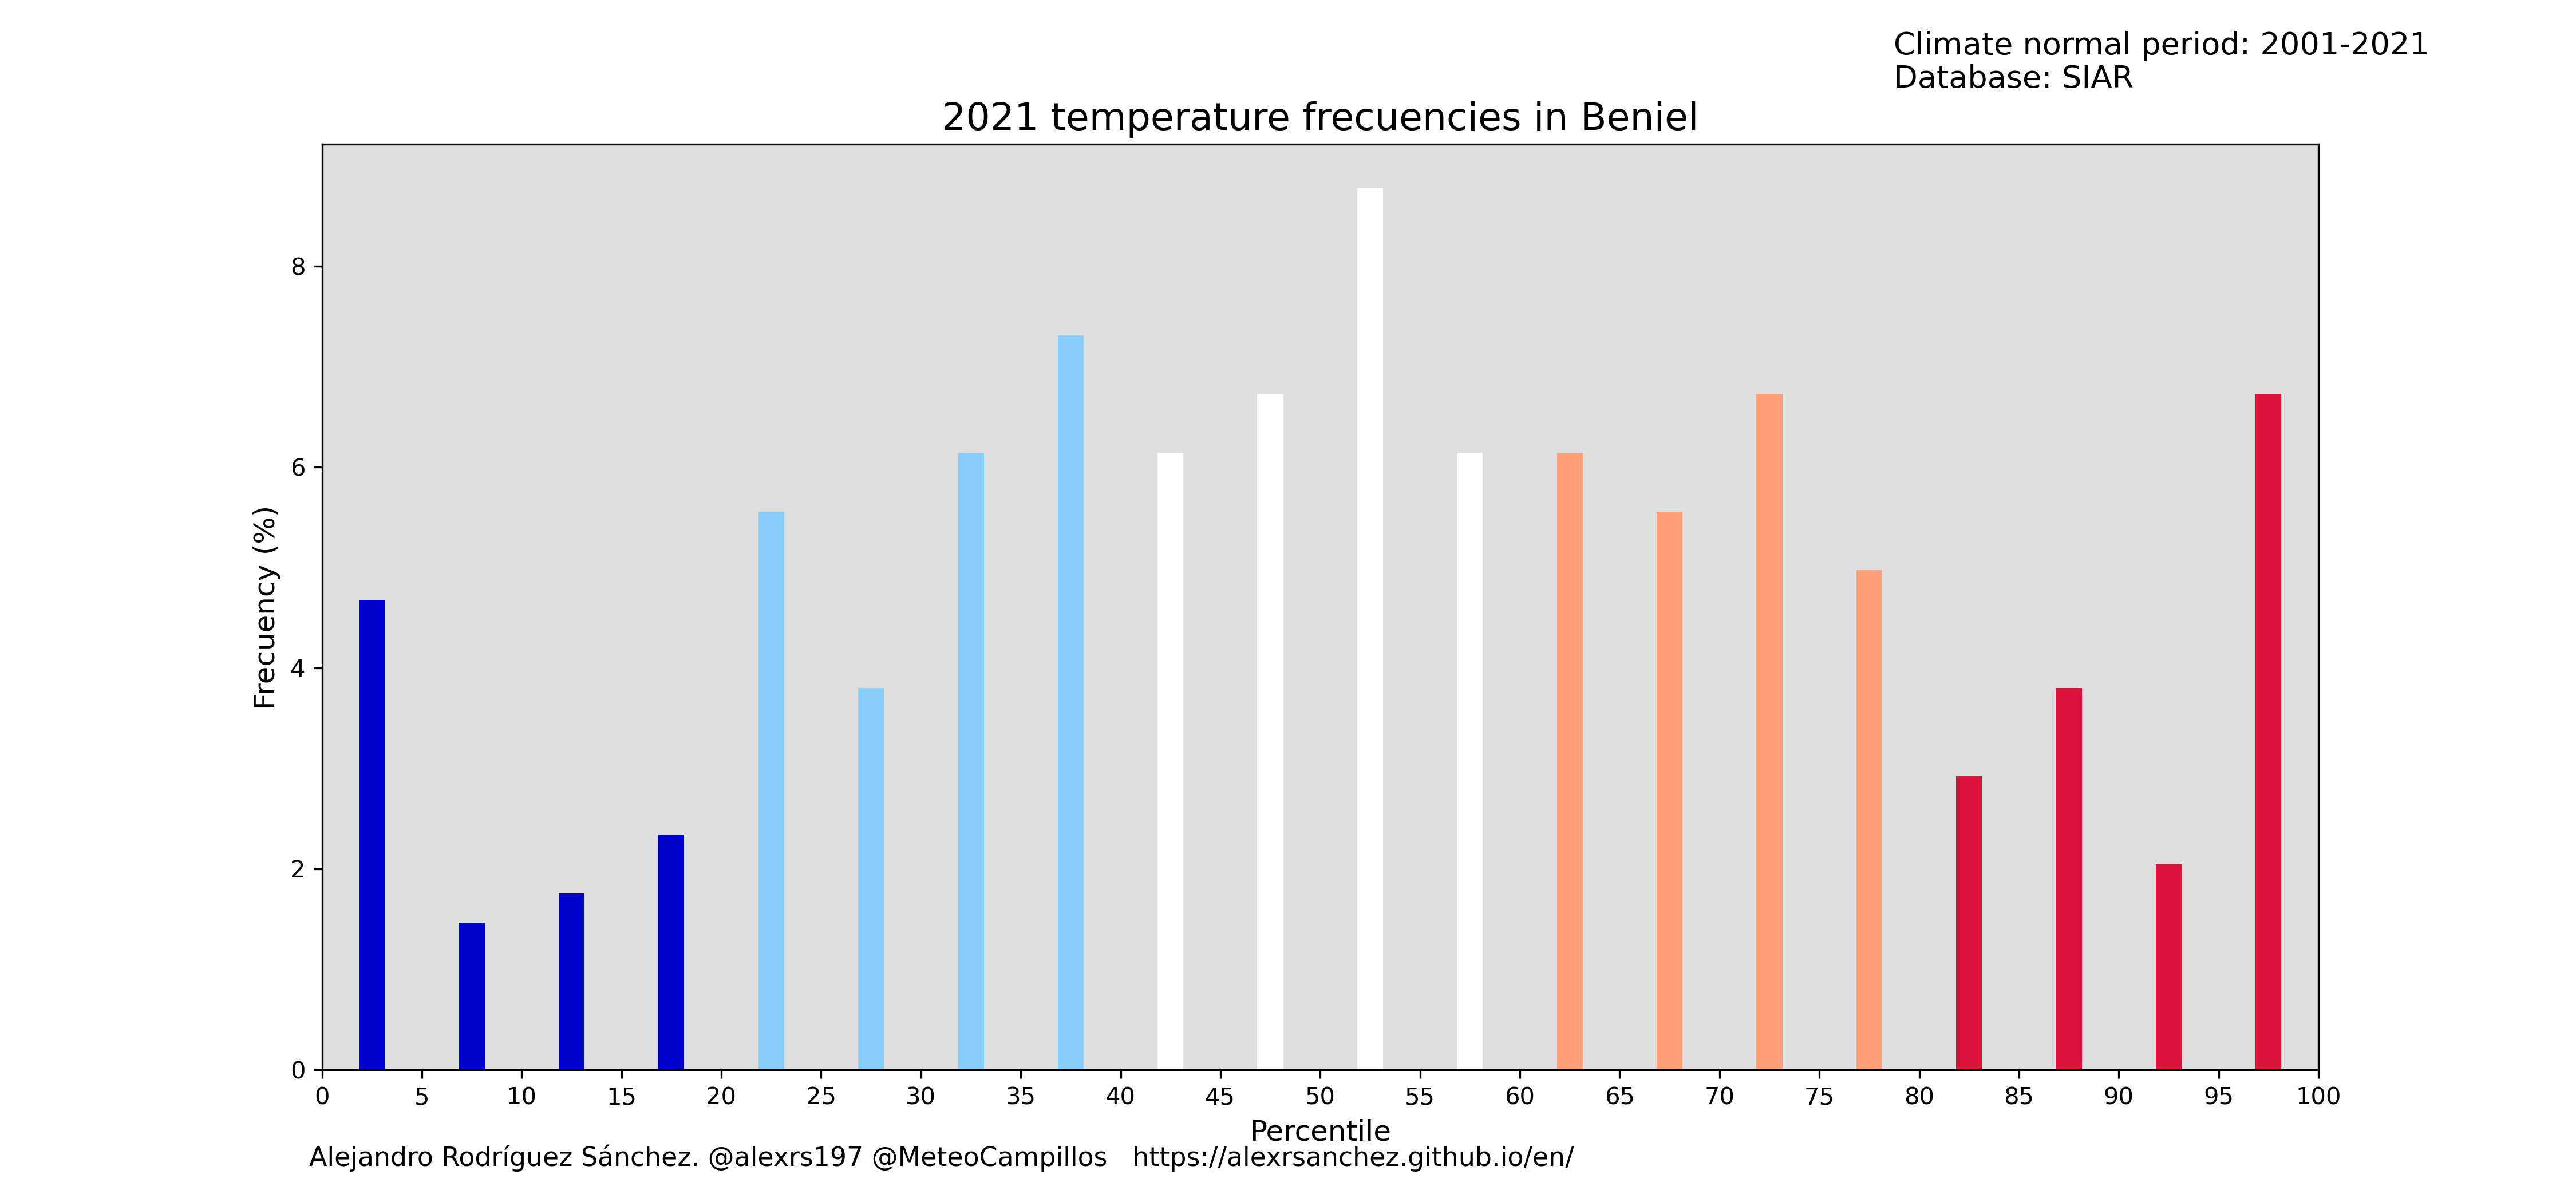 Climate normal period: 2001-2021
Database: SIAR
2021 temperature frecuencies in Beniel
Frecuency (%)
8
6
4
2
0
0 5 10 15 20 25 30 35 40 45 50 55 60 65 70 75 80 85 90 95 100
Percentile
Alejandro Rodríguez Sánchez. @alexrs197 @MeteoCampillos https://alexrsanchez.github.io/en/